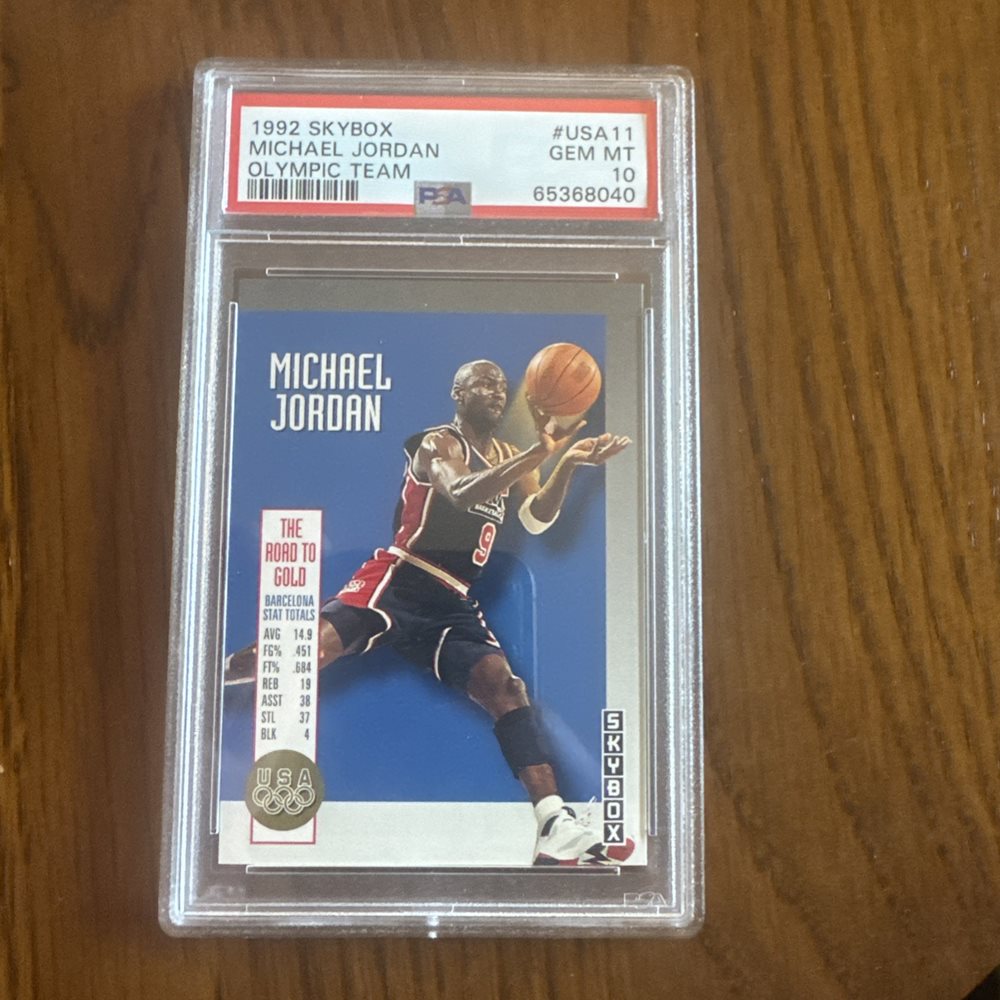 1992 SKYBOX #USA11
MICHAEL JORDAN GEM MT
OLYMPIC TEAM 10
PSA 65368040
MICHAEL
JORDAN
THE
ROAD TO
GOLD
BARCELONA
STAT TOTALS
AVG 14.9
FG% .451
FT% .684
REB 19
ASST 38
STL 37
BLK 4
USA
9
SKYBOX
PSA